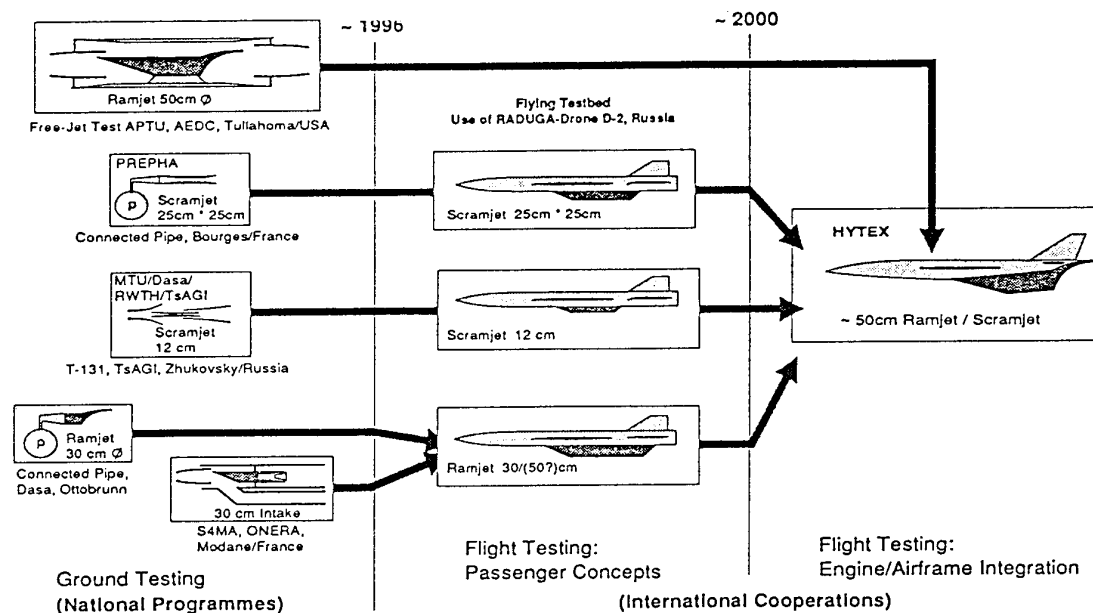 ~ 1996
~ 2000
Ramjet 50cm Ø
Free-Jet Test APTU, AEDC, Tullahoma/USA
Flying Testbed
Use of RADUGA-Drone D-2, Russia
PREPHA
p
Scramjet
25cm * 25cm
Connected Pipe, Bourges/France
Scramjet 25cm * 25cm
MTU/Dasa/
RWTH/TsAGI
Scramjet
12 cm
T-131, TsAGI, Zhukovsky/Russia
Scramjet 12 cm
HYTEX
~ 50cm Ramjet / Scramjet
p
Ramjet
30 cm Ø
Connected Pipe,
Dasa, Ottobrunn
30 cm Intake
S4MA, ONERA,
Modane/France
Ramjet 30/(50?)cm
Ground Testing
(National Programmes)
Flight Testing:
Passenger Concepts
Flight Testing:
Engine/Airframe Integration
(International Cooperations)